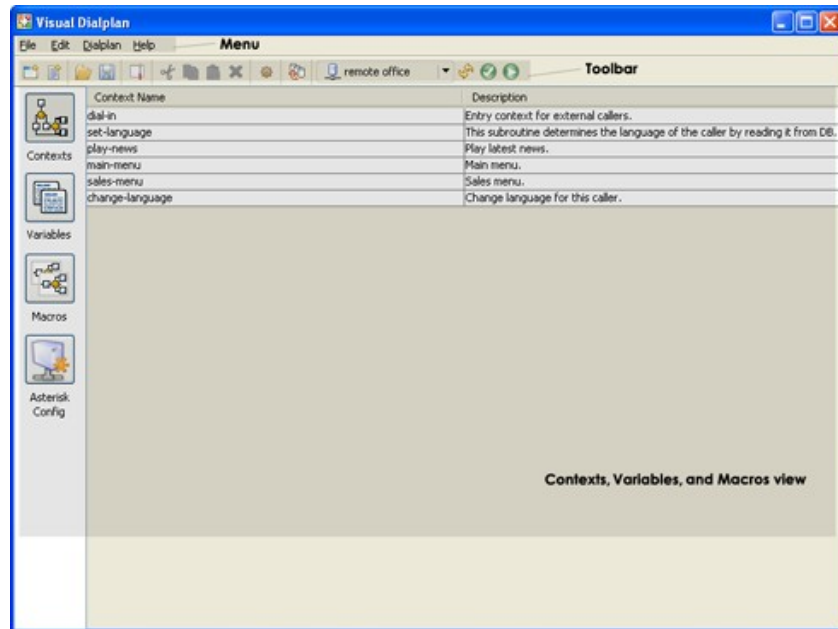 Visual Dialplan
File Edit Dialplan Help Menu
remote office Toolbar
Context Name Description
dial-in Entry context for external callers.
set-language This subroutine determines the language of the caller by reading it from DB.
play-news Play latest news.
main-menu Main menu.
sales-menu Sales menu.
change-language Change language for this caller.
Contexts
Variables
Macros
Asterisk
Config
Contexts, Variables, and Macros view